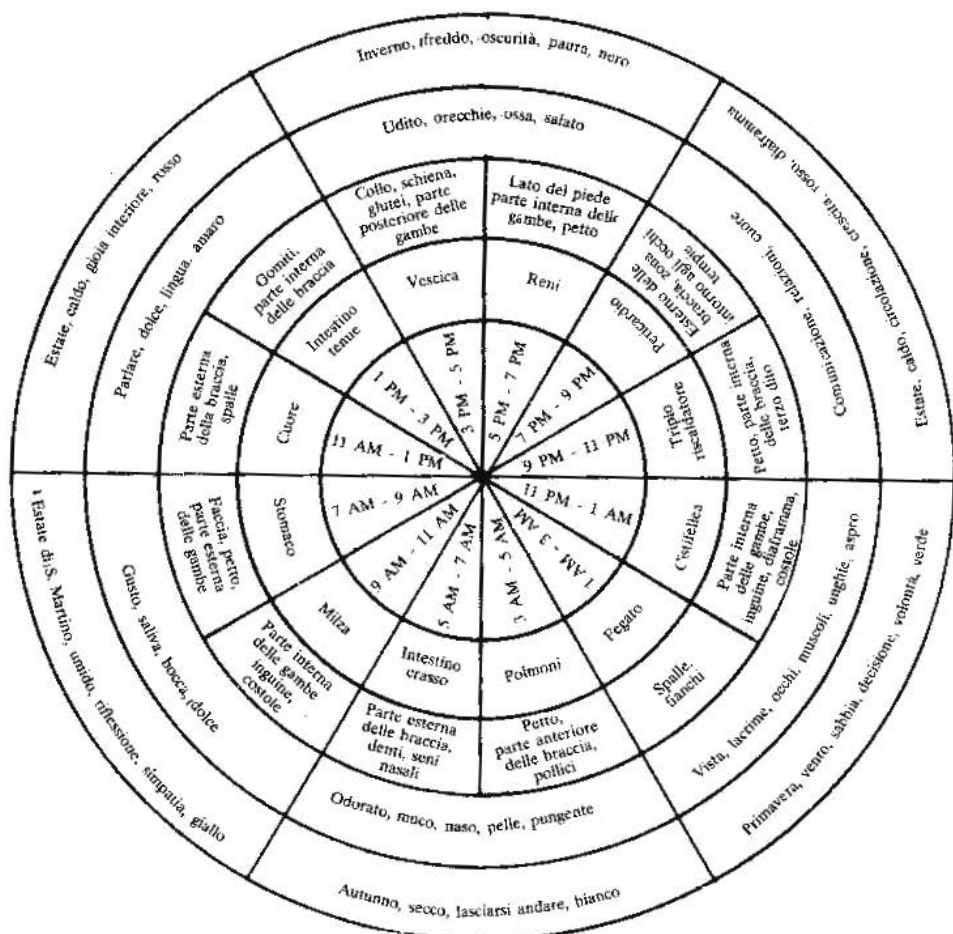 Inverno, freddo, oscurità, paura, nero
Udito, orecchie, ossa, salato
Collo, schiena,
glutei, parte
posteriore delle
gambe
Vescica
3 PM - 5 PM
Lato del piede
parte interna delle
gambe, petto
Reni
5 PM - 7 PM
Estate, caldo, circolazione, crescita, rosso, diaframma
Comunicazione, relazioni, cuore
Esterno delle
braccia, zona
intorno agli occhi
tempie
Pericardio
7 PM - 9 PM
Petto, parte interna
delle braccia,
terzo dito
Tripo
riscaldatore
9 PM - 11 PM
Primavera, vento, sabbia, decisione, volontà, verde
Vista, lacrime, occhi, muscoli, unghie, aspro
Parte interna
delle gambe,
inguine, diaframma,
costole
Cistifellea
11 PM - 1 AM
Spalle,
fianchi
Fegato
1 AM - 3 AM
Autunno, secco, lasciarsi andare, bianco
Odorato, muco, naso, pelle, pungente
Petto,
parte anteriore
delle braccia,
pollici
Polmoni
3 AM - 5 AM
Parte esterna
delle braccia,
denti, seni
nasali
Intestino
crasso
5 AM - 7 AM
Estate di S. Martino, umido, riflessione, simpatia, giallo
Gusto, saliva, bocca, dolce
Parte interna
delle gambe
inguine,
costole
Milza
9 AM - 11 AM
Faccia, petto,
parte esterna
delle gambe
Stomaco
7 AM - 9 AM
Estate, caldo, gioia interiore, rosso
Parlare, dolce, lingua, amaro
Parte esterna
della braccia,
spalle
Cuore
11 AM - 1 PM
Gomiti,
parte interna
delle braccia
Intestino
tenue
1 PM - 3 PM